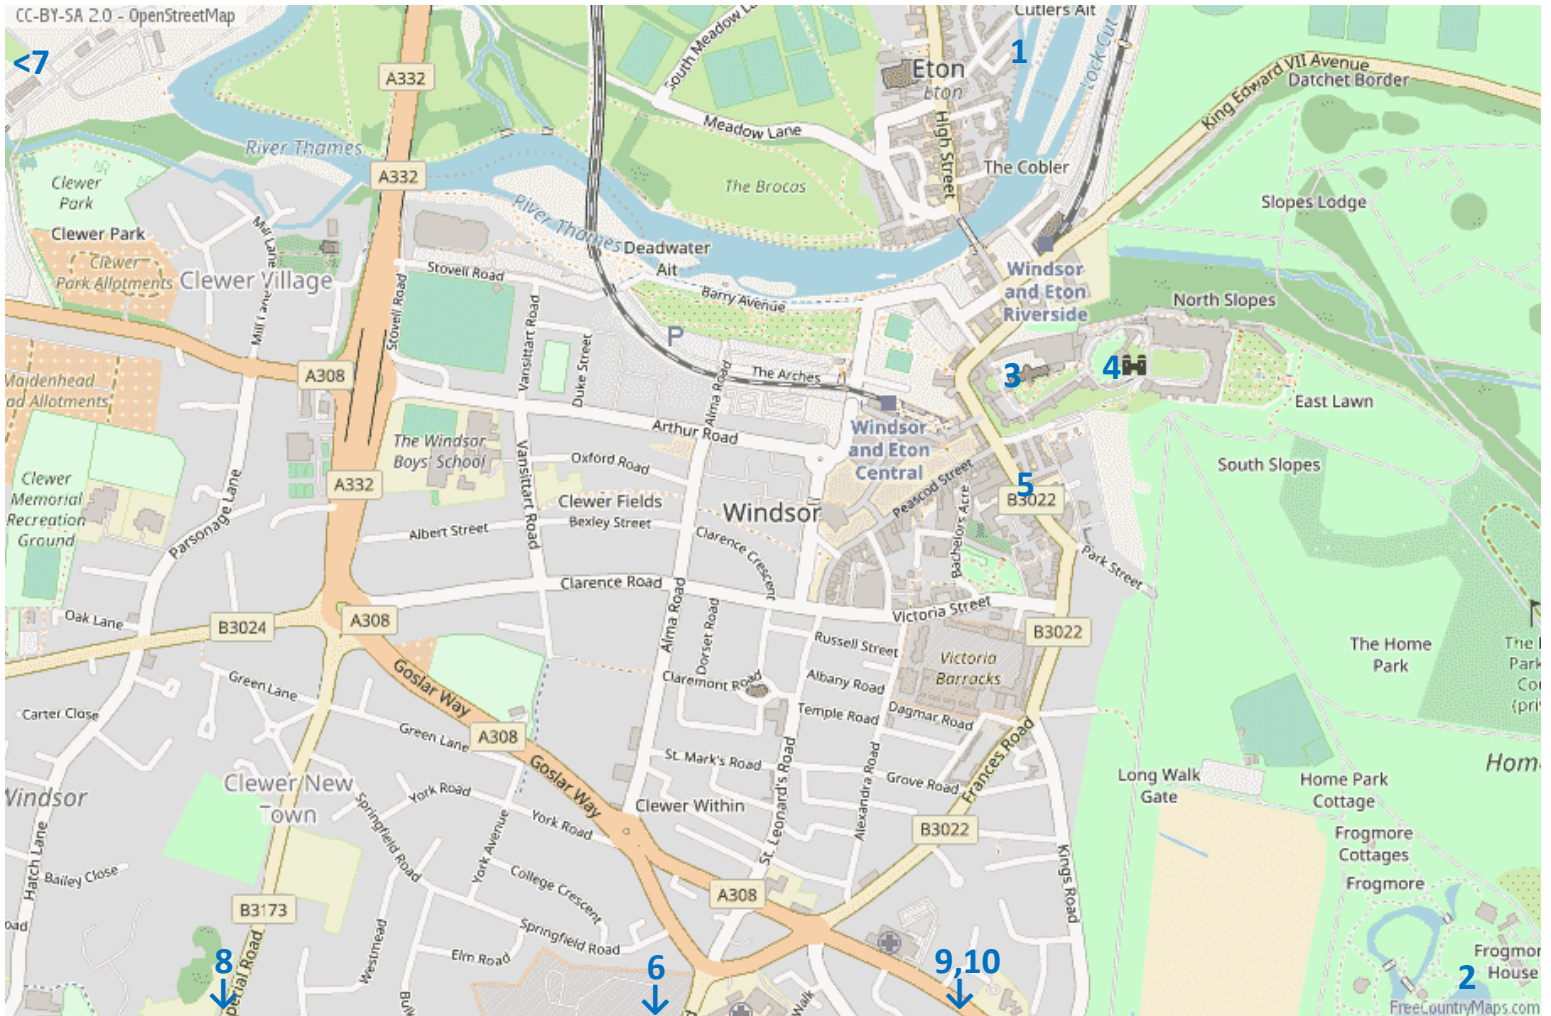 CC-BY-SA 2.0 - OpenStreetMap
Cutlers Ait
<7
1
A332
South Meadow
Eton
Eton
Lock Cut
King Edward VII Avenue
Datchet Border
Meadow Lane
High Street
River Thames
A332
The Cobler
Clewer
Park
The Brocas
Slopes Lodge
River Thames
Clewer Park
Mill Lane
Deadwater
Ait
Clewer
Park Allotments
Clewer Village
Stovell Road
Windsor
and Eton
Riverside
Barry Avenue
North Slopes
Mill Lane
Stovell Road
Vansittart Road
P
Duke Street
A308
The Arches
3
4
Maidenhead
ad Allotments
Alma Road
East Lawn
The Windsor
Boys' School
Arthur Road
Windsor
and Eton
Central
Vansittart Road
Oxford Road
South Slopes
Clewer
Memorial
Recreation
Ground
A332
Parsonage Lane
Clewer Fields
Bexley Street
Albert Street
Windsor
Peascod Street
5
B3022
Bachelors Acre
Clarence Crescent
Park Street
Clarence Road
Victoria Street
Oak Lane
B3024
A308
Alma Road
Dorset Road
Russell Street
B3022
Victoria
Barracks
The Home
Park
Goslar Way
Green Lane
Claremont Road
Albany Road
Carter Close
Temple Road
Dagmar Road
Green Lane
A308
Goslar Way
St. Mark's Road
Grove Road
Frances Road
Long Walk
Gate
Home Park
Cottage
Windsor
Clewer New
Town
York Road
Springfield Road
York Avenue
York Road
Clewer Within
St. Leonard's Road
Alexandra Road
B3022
Frogmore
Cottages
Hatch Lane
Bailey Close
College Crescent
Kings Road
Frogmore
A308
B3173
Westmead
Springfield Road
Elm Road
8
6
9,10
2
House
FreeCountryMaps.com